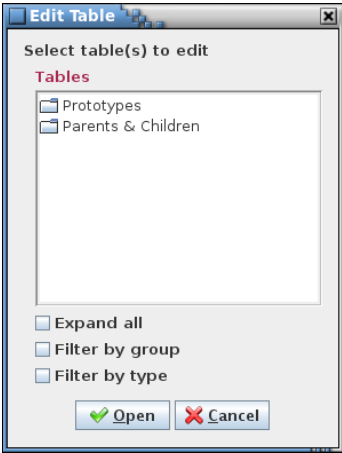 Edit Table
Select table(s) to edit
Tables
Prototypes
Parents & Children
Expand all
Filter by group
Filter by type
Open
Cancel